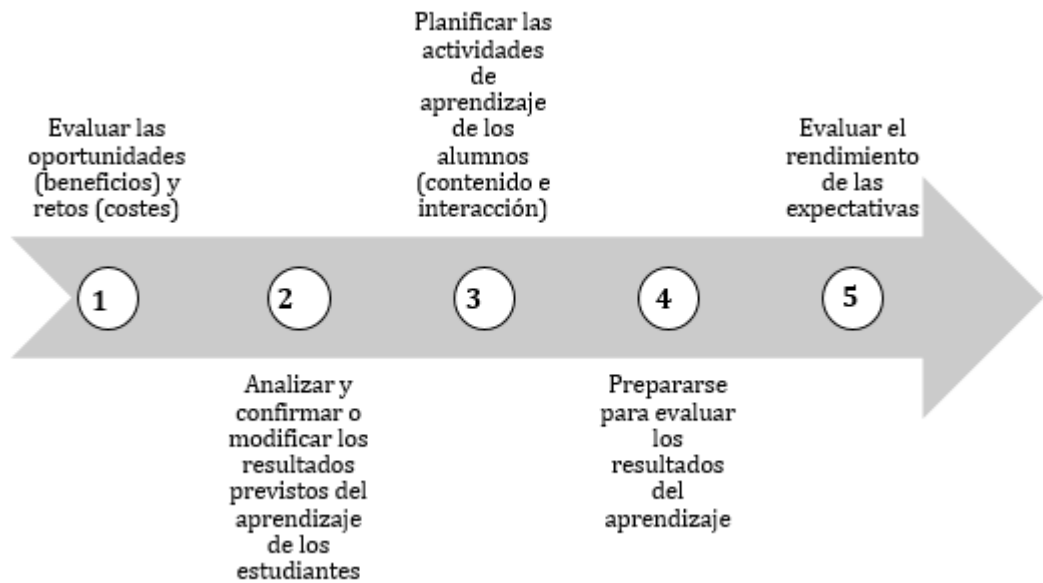 Evaluar las
oportunidades
(beneficios) y
retos (costes)
1
Analizar y
confirmar o
modificar los
resultados
previstos del
aprendizaje
de los
estudiantes
2
Planificar las
actividades
de
aprendizaje
de los
alumnos
(contenido e
interacción)
3
Prepararse
para evaluar
los
resultados
del
aprendizaje
4
Evaluar el
rendimiento
de las
expectativas
5